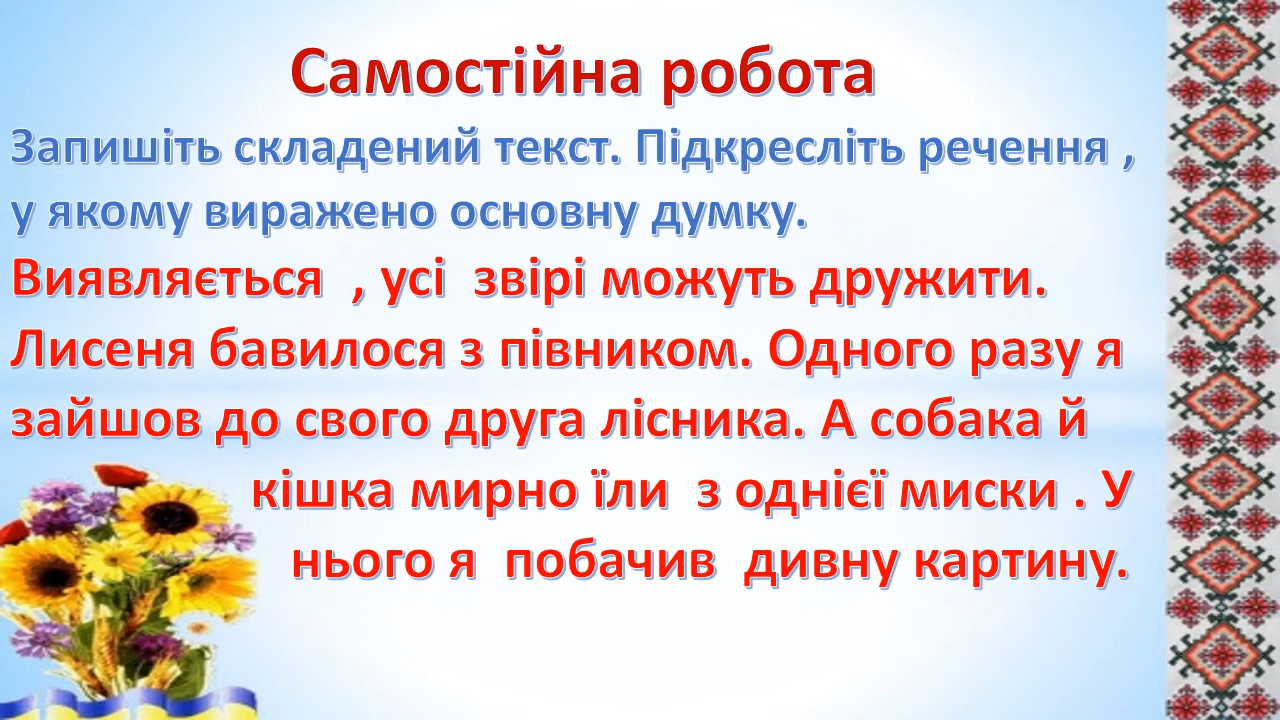 Самостійна робота
Запишіть складений текст. Підкресліть речення ,
у якому виражено основну думку.
Виявляється  , усі  звірі можуть дружити.
Лисеня бавилося з півником. Одного разу я
зайшов до свого друга лісника. А собака й
кішка мирно їли  з однієї миски . У
нього я  побачив  дивну картину.